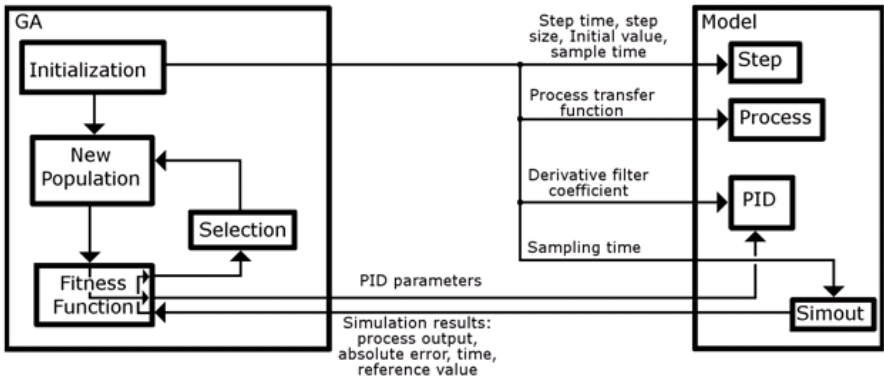 GA
Model
Initialization
Step time, step
size, Initial value,
sample time
Step
Process transfer
function
Process
New
Population
Derivative filter
coefficient
PID
Selection
Sampling time
Fitness
Function
PID parameters
Simout
Simulation results:
process output,
absolute error, time,
reference value